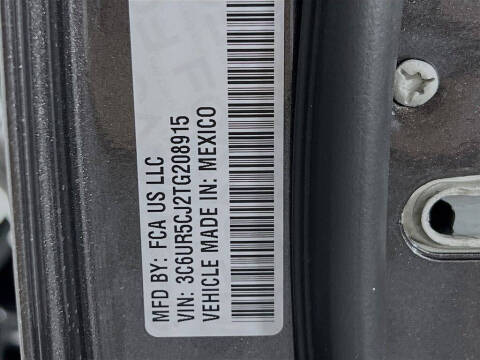 MFD BY: FCA US LLC
VIN: 3C6UR5CJ2TG208915
VEHICLE MADE IN: MEXICO